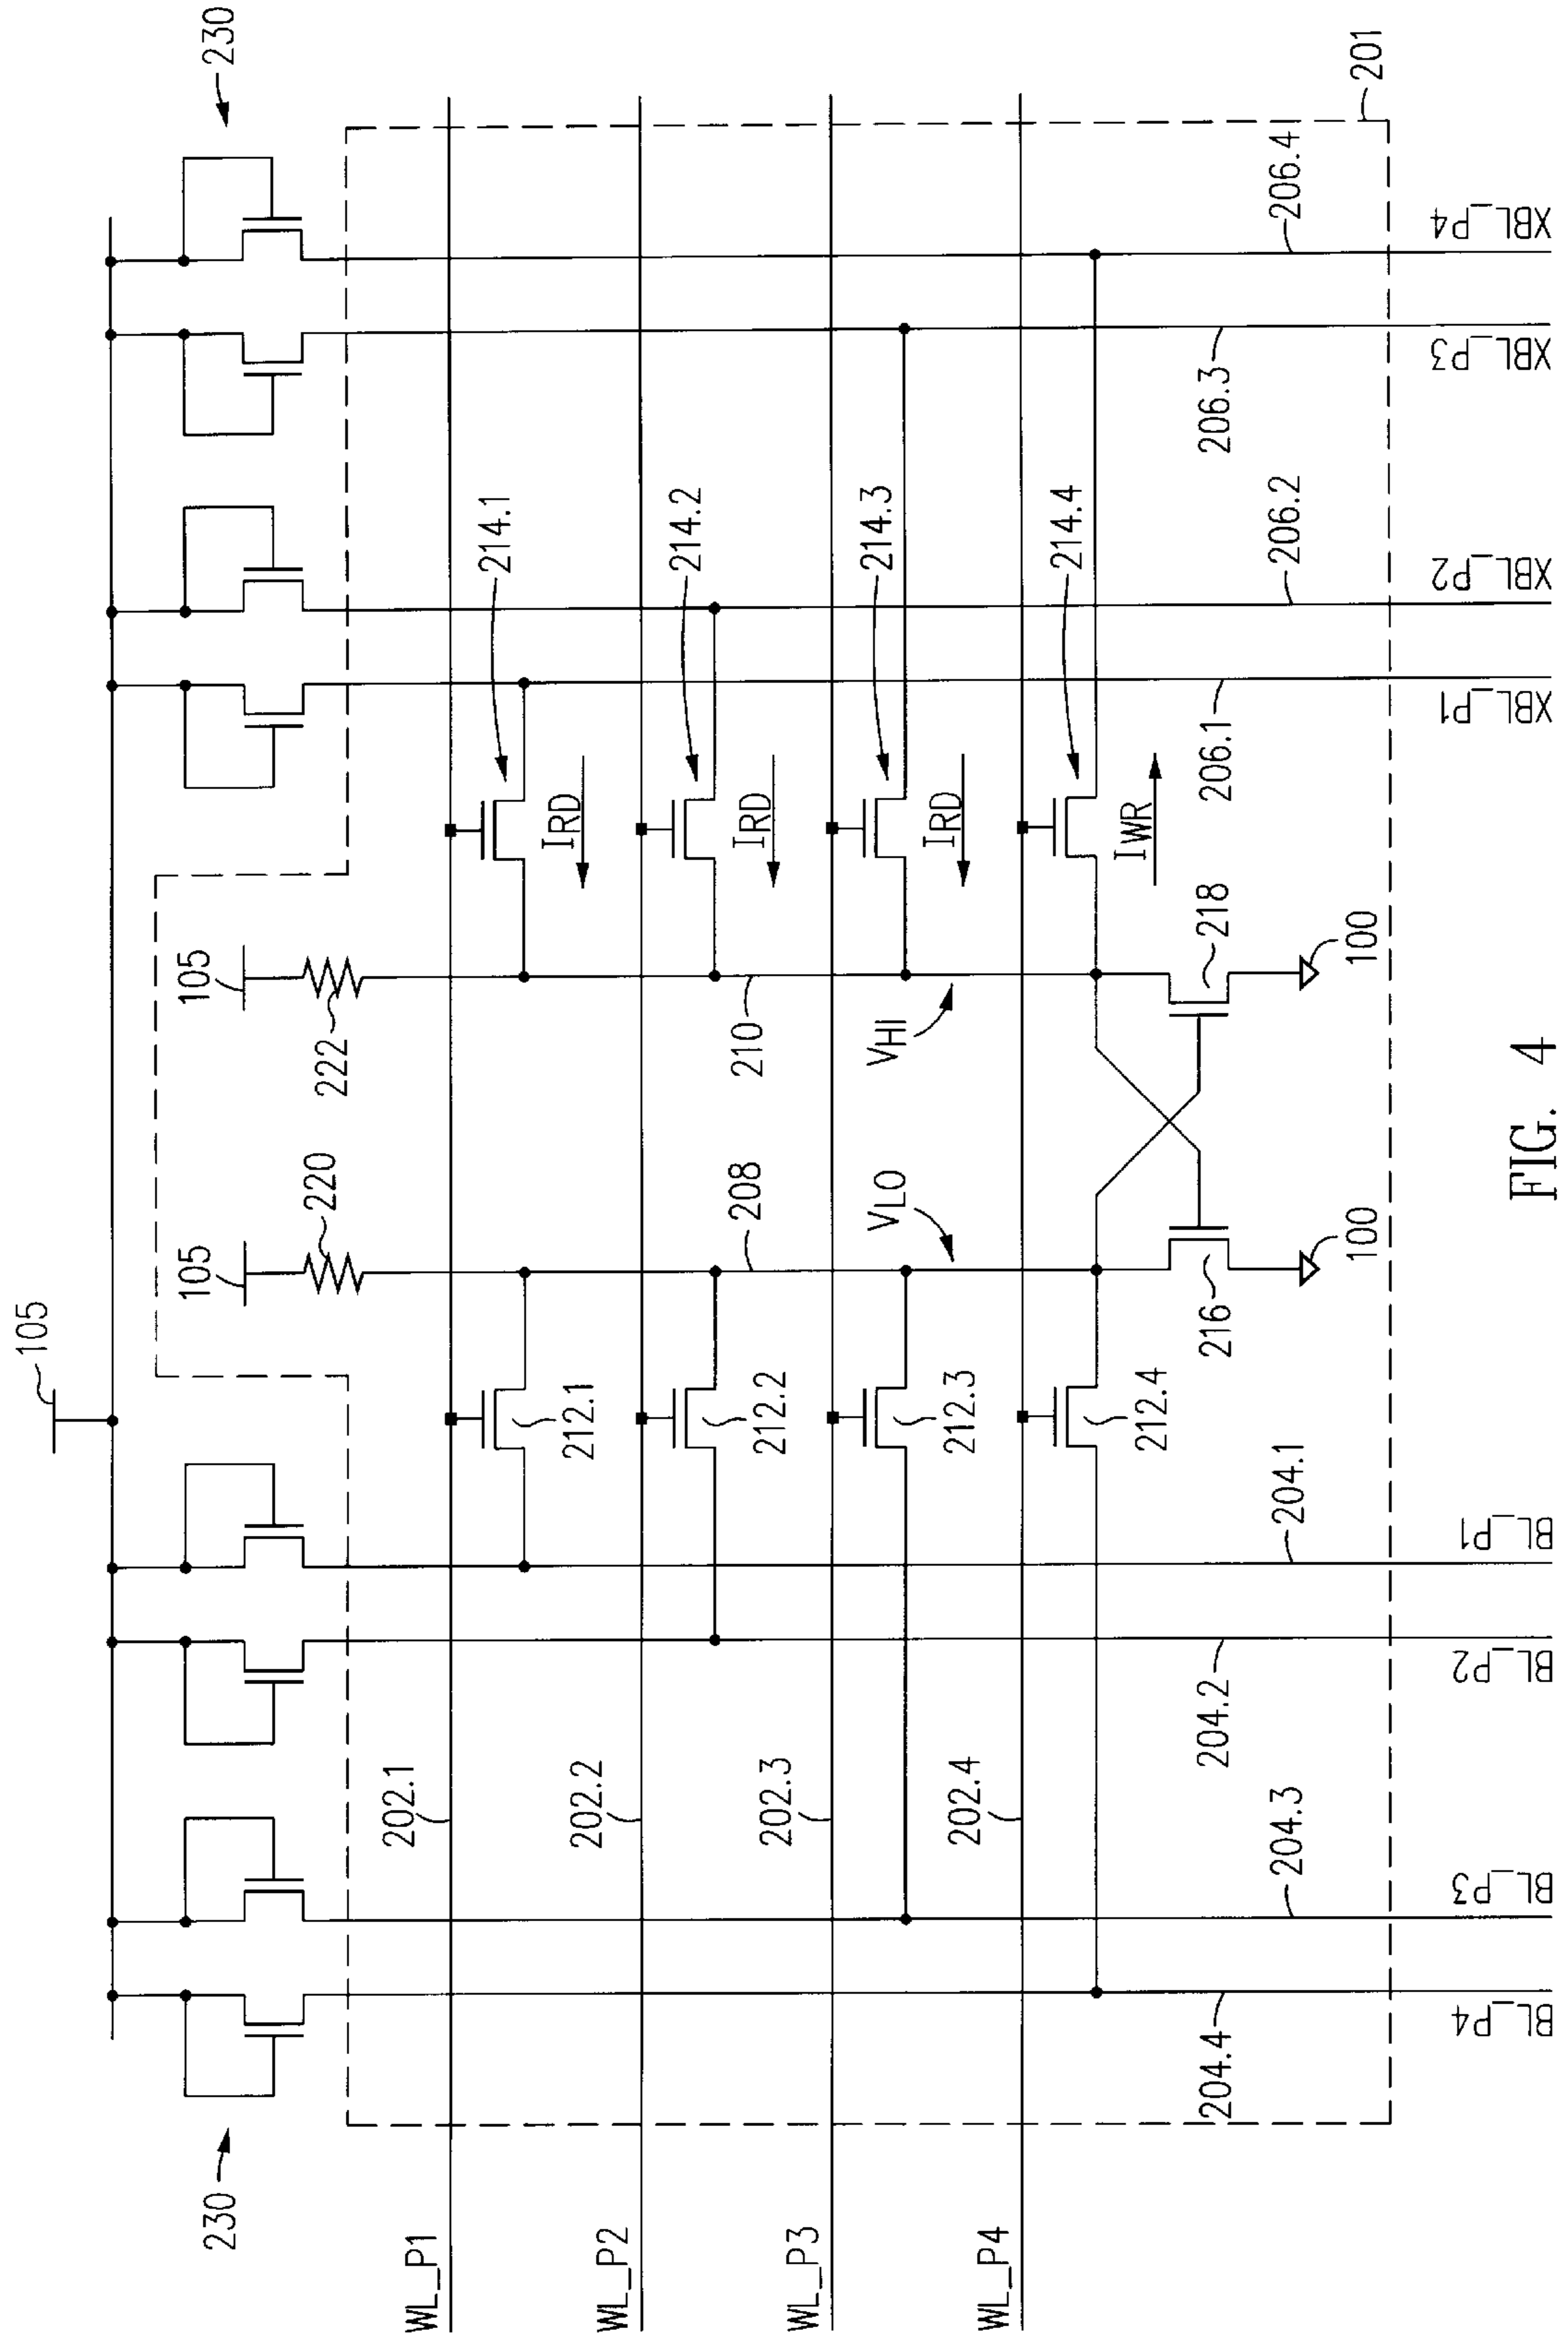 105
230
230
105
105
220
222
WL_P1
202.1
212.1
214.1
IRD
WL_P2
202.2
212.2
208
210
214.2
IRD
WL_P3
202.3
212.3
VLO
VHI
214.3
IRD
WL_P4
202.4
212.4
214.4
IWR
216
218
100
100
201
204.4
204.3
204.2
204.1
206.1
206.2
206.3
206.4
BL_P4
BL_P3
BL_P2
BL_P1
XBL_P1
XBL_P2
XBL_P3
XBL_P4
FIG. 4